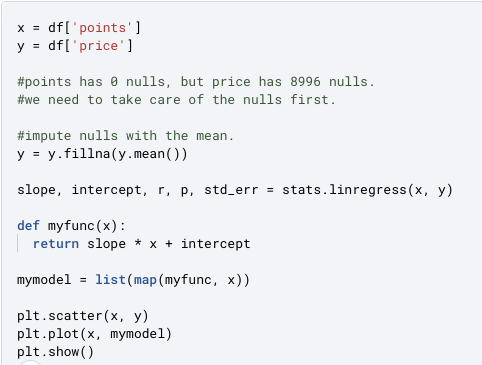 x = df['points']
y = df['price']
#points has 0 nulls, but price has 8996 nulls.
#we need to take care of the nulls first.
#impute nulls with the mean.
y = y.fillna(y.mean())
slope, intercept, r, p, std_err = stats.linregress(x, y)
def myfunc(x):
  return slope * x + intercept
mymodel = list(map(myfunc, x))
plt.scatter(x, y)
plt.plot(x, mymodel)
plt.show()